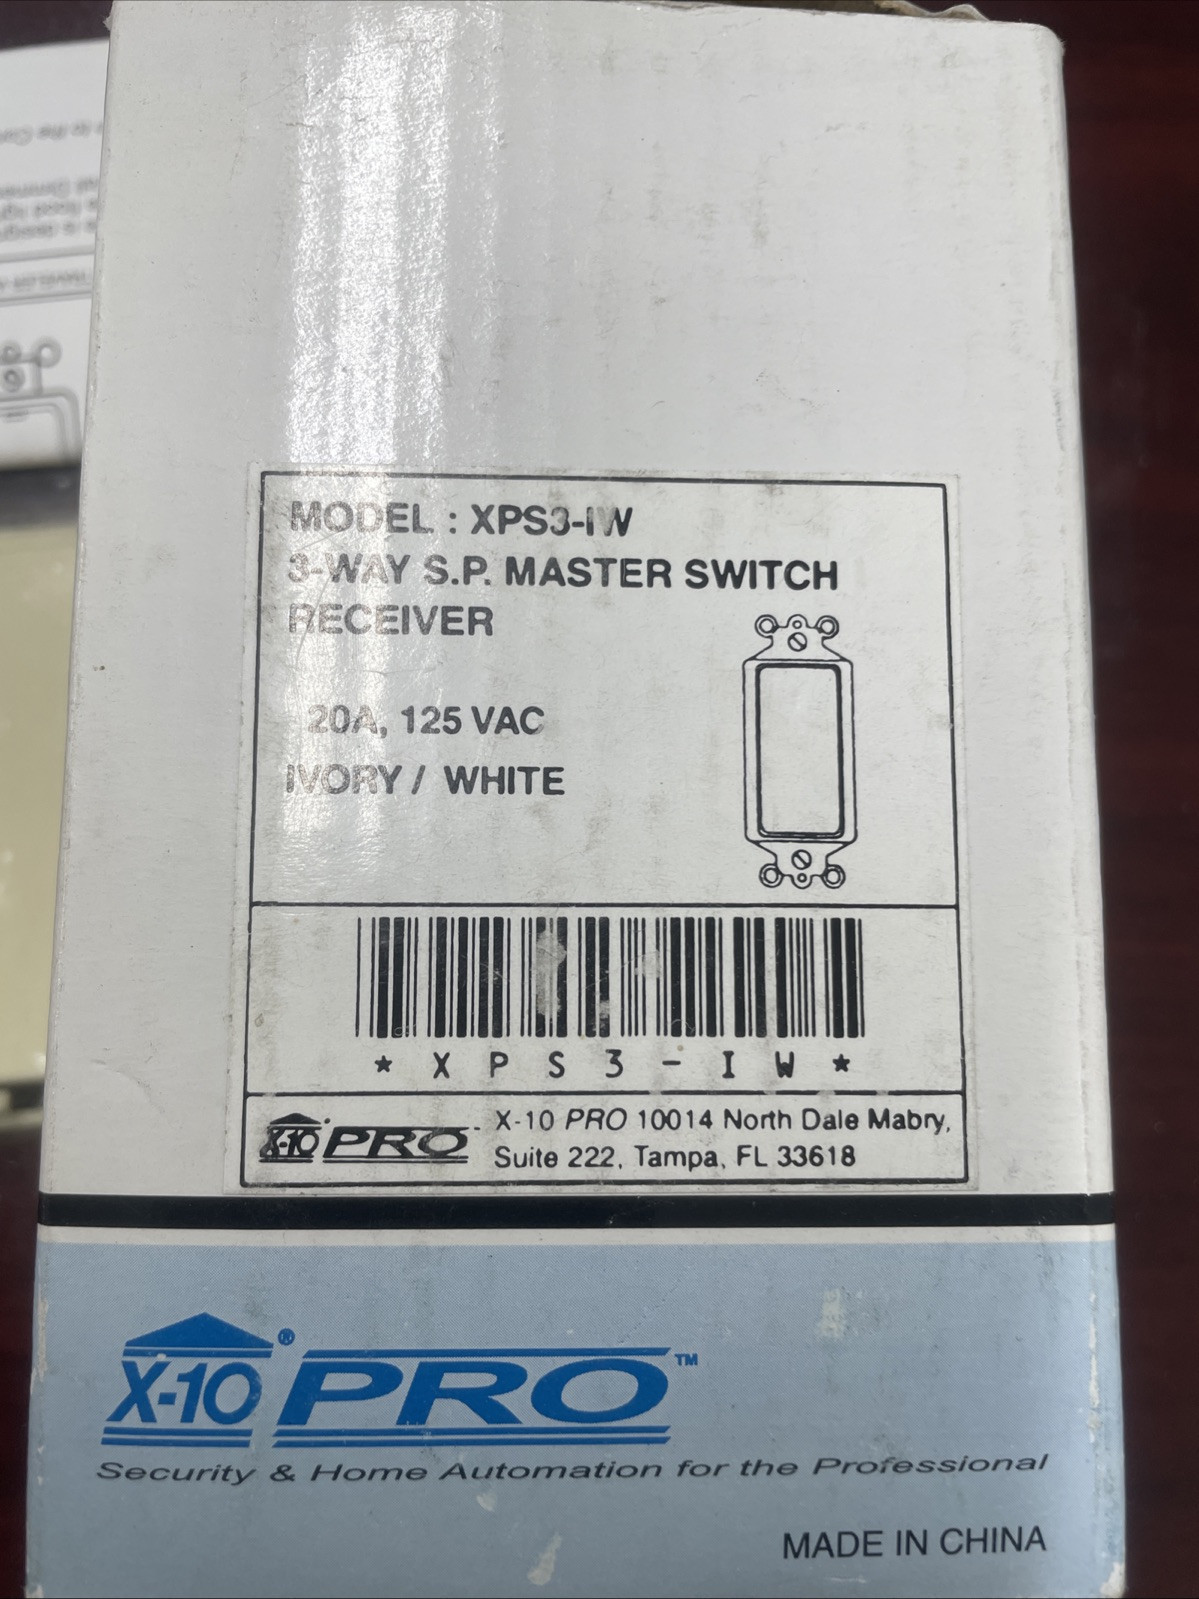 MODEL : XPS3-IW
3-WAY S.P. MASTER SWITCH
RECEIVER
20A, 125 VAC
IVORY / WHITE
* X P S 3 - I W *
X-10 PRO X-10 PRO 10014 North Dale Mabry,
Suite 222, Tampa, FL 33618
X-10® PRO™
Security & Home Automation for the Professional
MADE IN CHINA